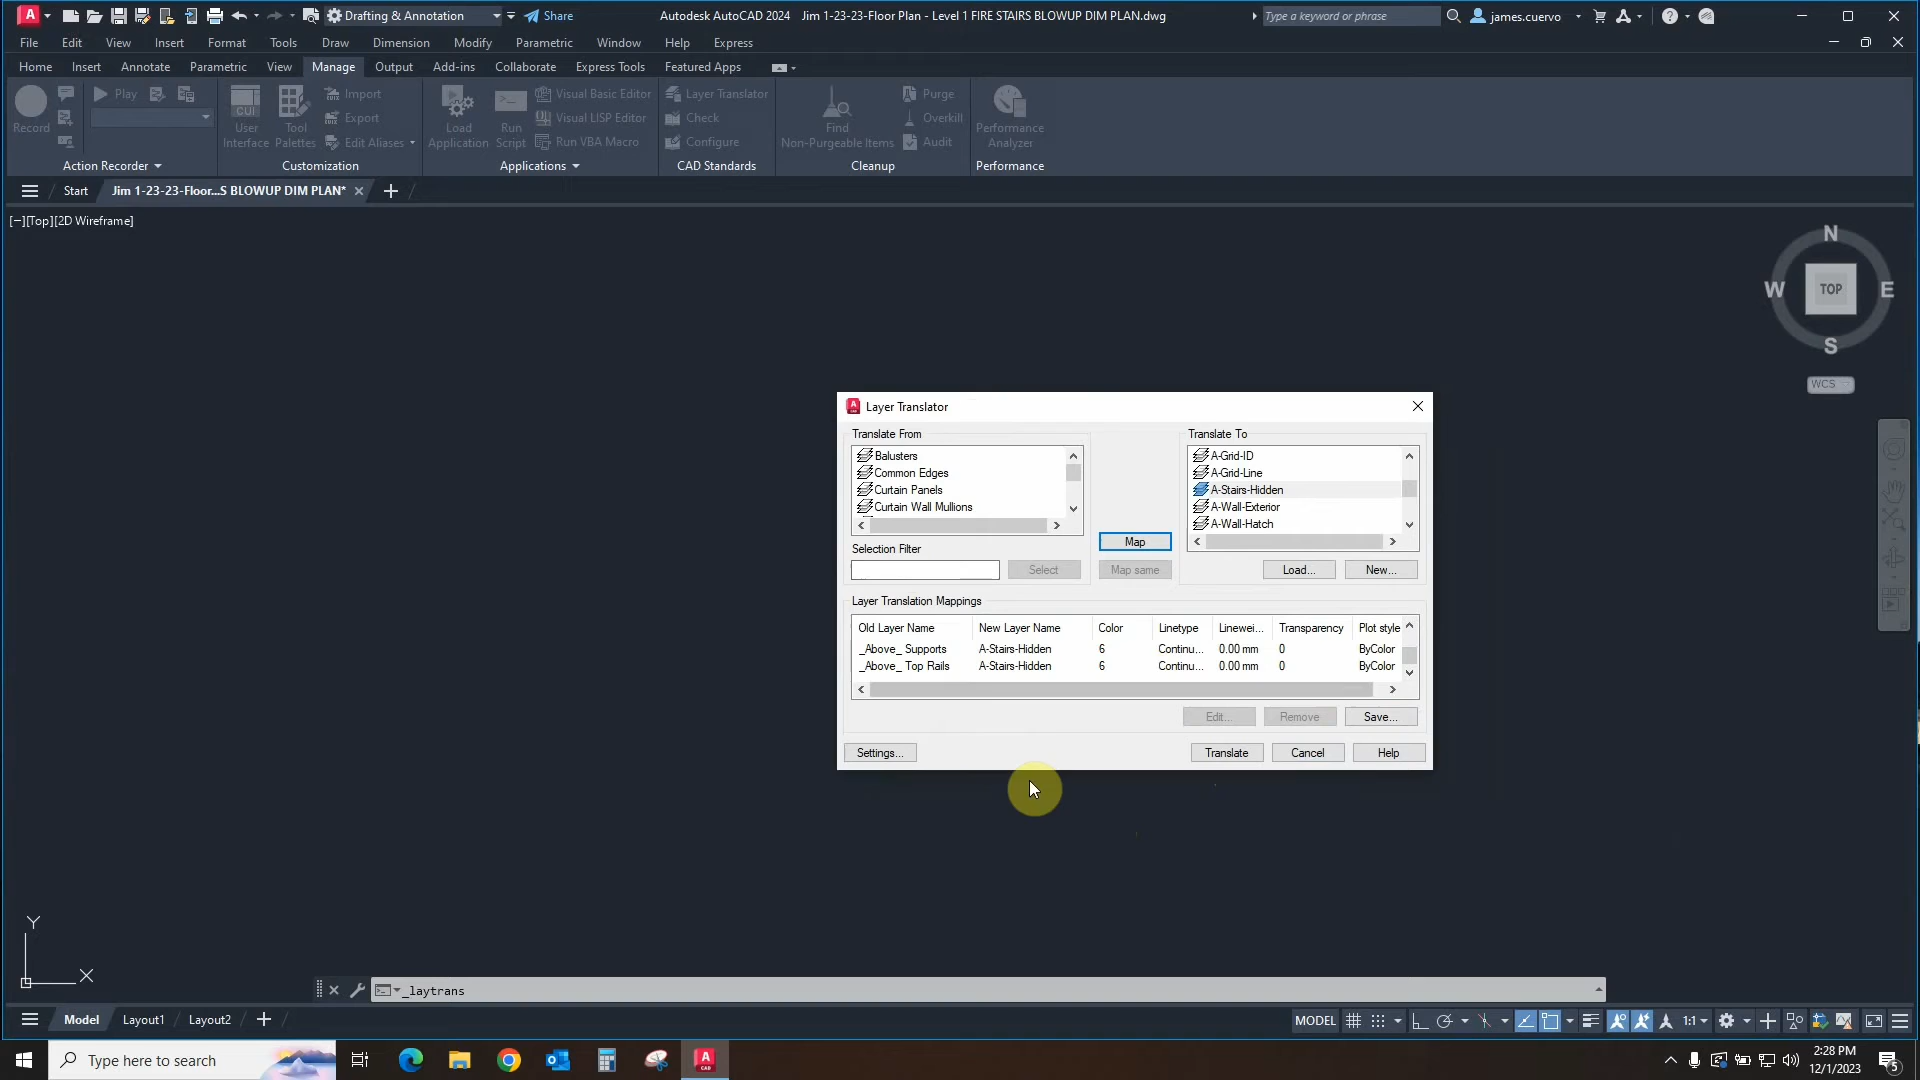 Drafting & Annotation
Share
Autodesk AutoCAD 2024 Jim 1-23-23-Floor Plan - Level 1 FIRE STAIRS BLOWUP DIM PLAN.dwg
Type a keyword or phrase
james.cuervo
File Edit View Insert Format Tools Draw Dimension Modify Parametric Window Help Express
Home Insert Annotate Parametric View Manage Output Add-ins Collaborate Express Tools Featured Apps
Record
Play
CUI
User
Interface
Tool
Palettes
Import
Export
Edit Aliases
Load
Application
Run
Script
Visual Basic Editor
Visual LISP Editor
Run VBA Macro
Layer Translator
Check
Configure
Find
Non-Purgeable Items
Purge
Overkill
Audit
Performance
Analyzer
Action Recorder
Customization
Applications
CAD Standards
Cleanup
Performance
Start
Jim 1-23-23-Floor...S BLOWUP DIM PLAN*
[−][Top][2D Wireframe]
N
W TOP E
S
WCS
Layer Translator
Translate From
Balusters
Common Edges
Curtain Panels
Curtain Wall Mullions
Selection Filter
Select
Map
Map same
Translate To
A-Grid-ID
A-Grid-Line
A-Stairs-Hidden
A-Wall-Exterior
A-Wall-Hatch
Load...
New...
Layer Translation Mappings
Old Layer Name New Layer Name Color Linetype Linewei... Transparency Plot style
_Above_ Supports A-Stairs-Hidden 6 Continu... 0.00 mm 0 ByColor
_Above_ Top Rails A-Stairs-Hidden 6 Continu... 0.00 mm 0 ByColor
Edit... Remove Save...
Settings... Translate Cancel Help
Y
X
_laytrans
Model Layout1 Layout2
MODEL
1:1
Type here to search
2:28 PM
12/1/2023
5